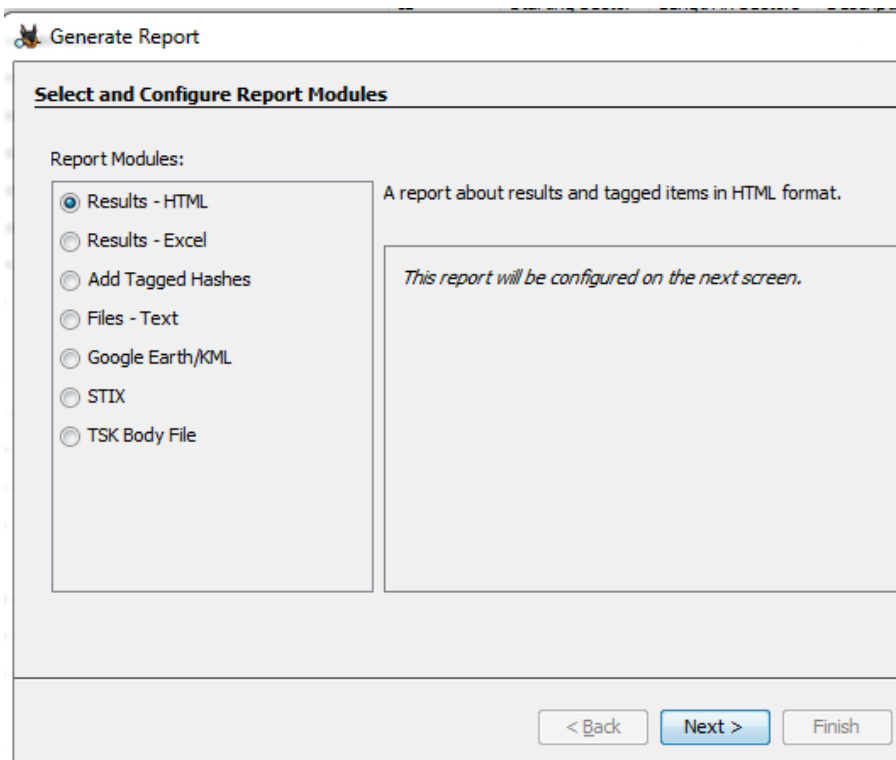 Generate Report
Select and Configure Report Modules
Report Modules:
Results - HTML
Results - Excel
Add Tagged Hashes
Files - Text
Google Earth/KML
STIX
TSK Body File
A report about results and tagged items in HTML format.
This report will be configured on the next screen.
< Back
Next >
Finish